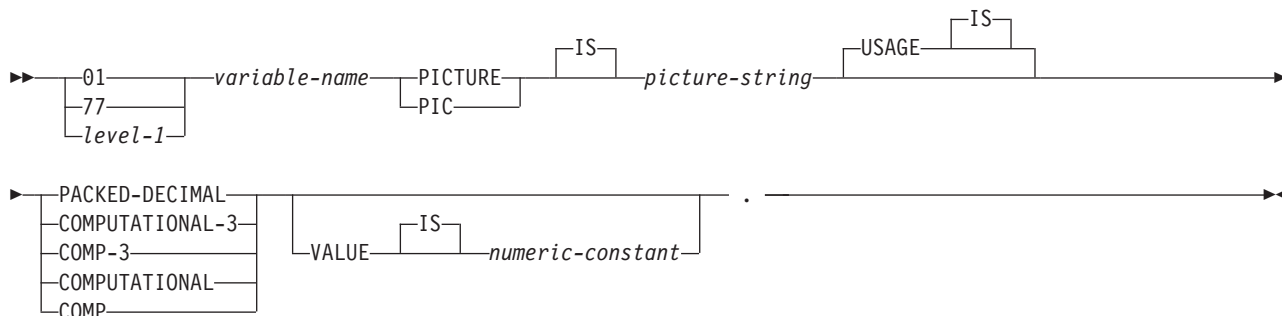 IS
IS USAGE
01 variable-name PICTURE picture-string
77 PIC
level-1
PACKED-DECIMAL .
COMPUTATIONAL-3 IS
COMP-3 VALUE numeric-constant
COMPUTATIONAL
COMP